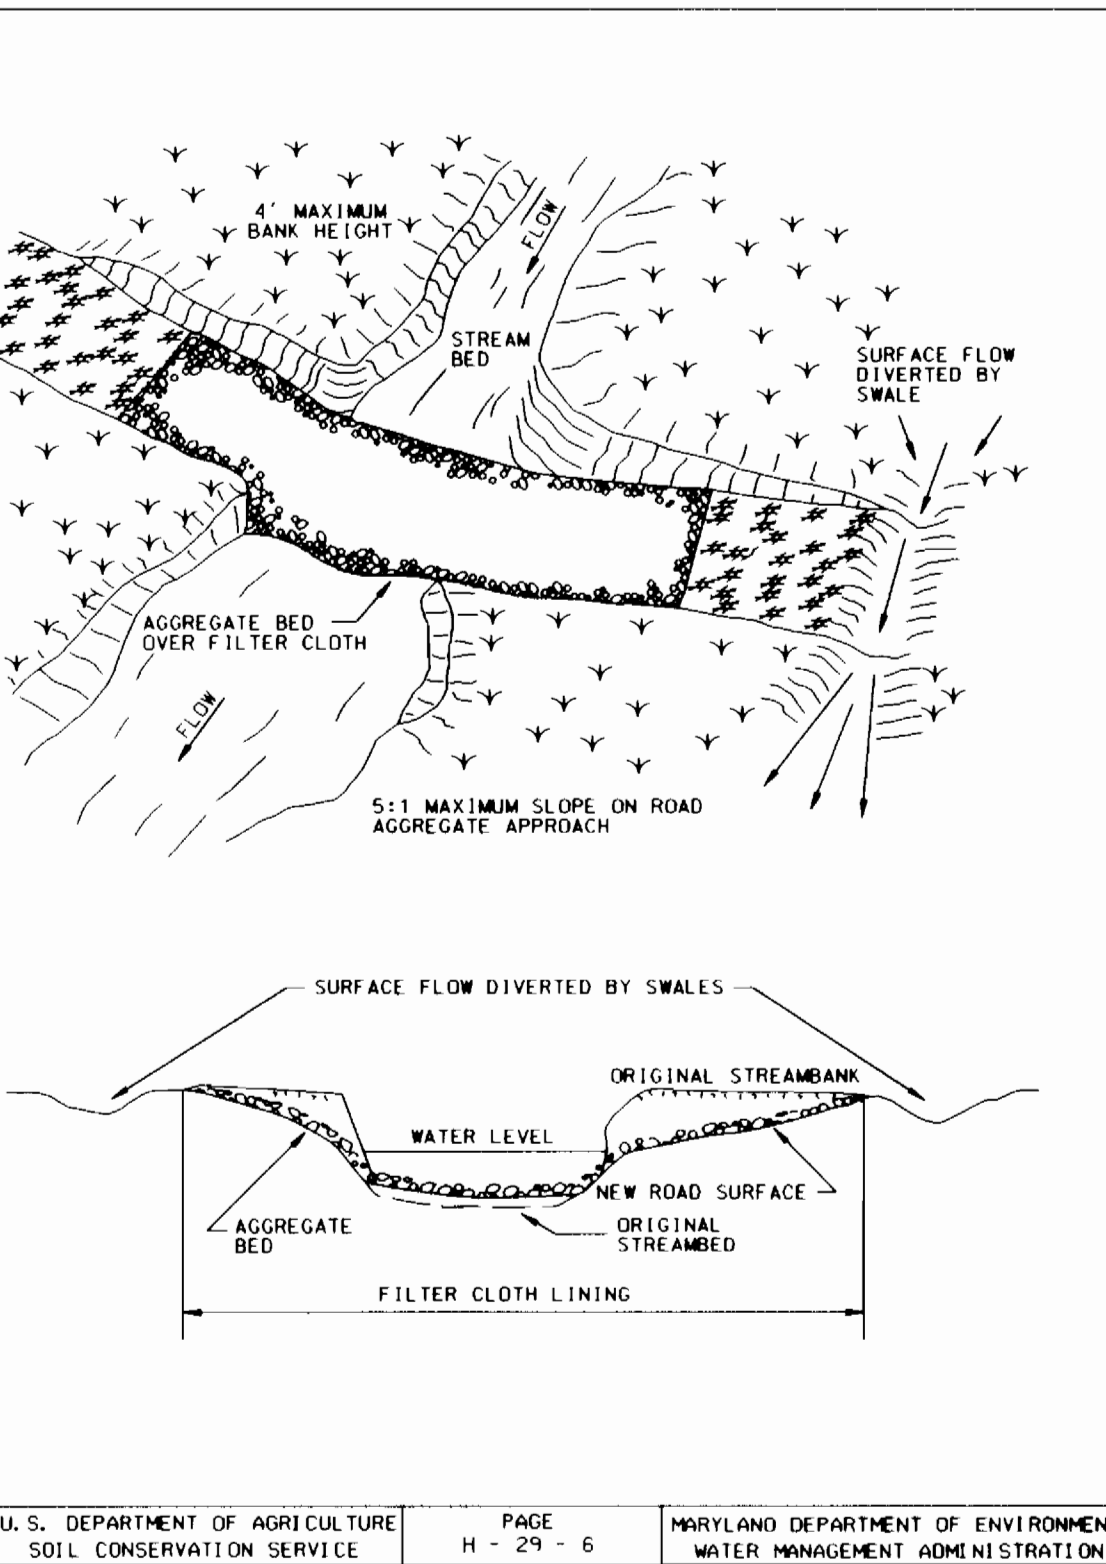 4' MAXIMUM
BANK HEIGHT
FLOW
STREAM
BED
SURFACE FLOW
DIVERTED BY
SWALE
AGGREGATE BED
OVER FILTER CLOTH
FLOW
5:1 MAXIMUM SLOPE ON ROAD
AGGREGATE APPROACH
SURFACE FLOW DIVERTED BY SWALES
ORIGINAL STREAMBANK
WATER LEVEL
NEW ROAD SURFACE
AGGREGATE
BED
ORIGINAL
STREAMBED
FILTER CLOTH LINING
U.S. DEPARTMENT OF AGRICULTURE
SOIL CONSERVATION SERVICE
PAGE
H - 29 - 6
MARYLAND DEPARTMENT OF ENVIRONMEN
WATER MANAGEMENT ADMINISTRATION